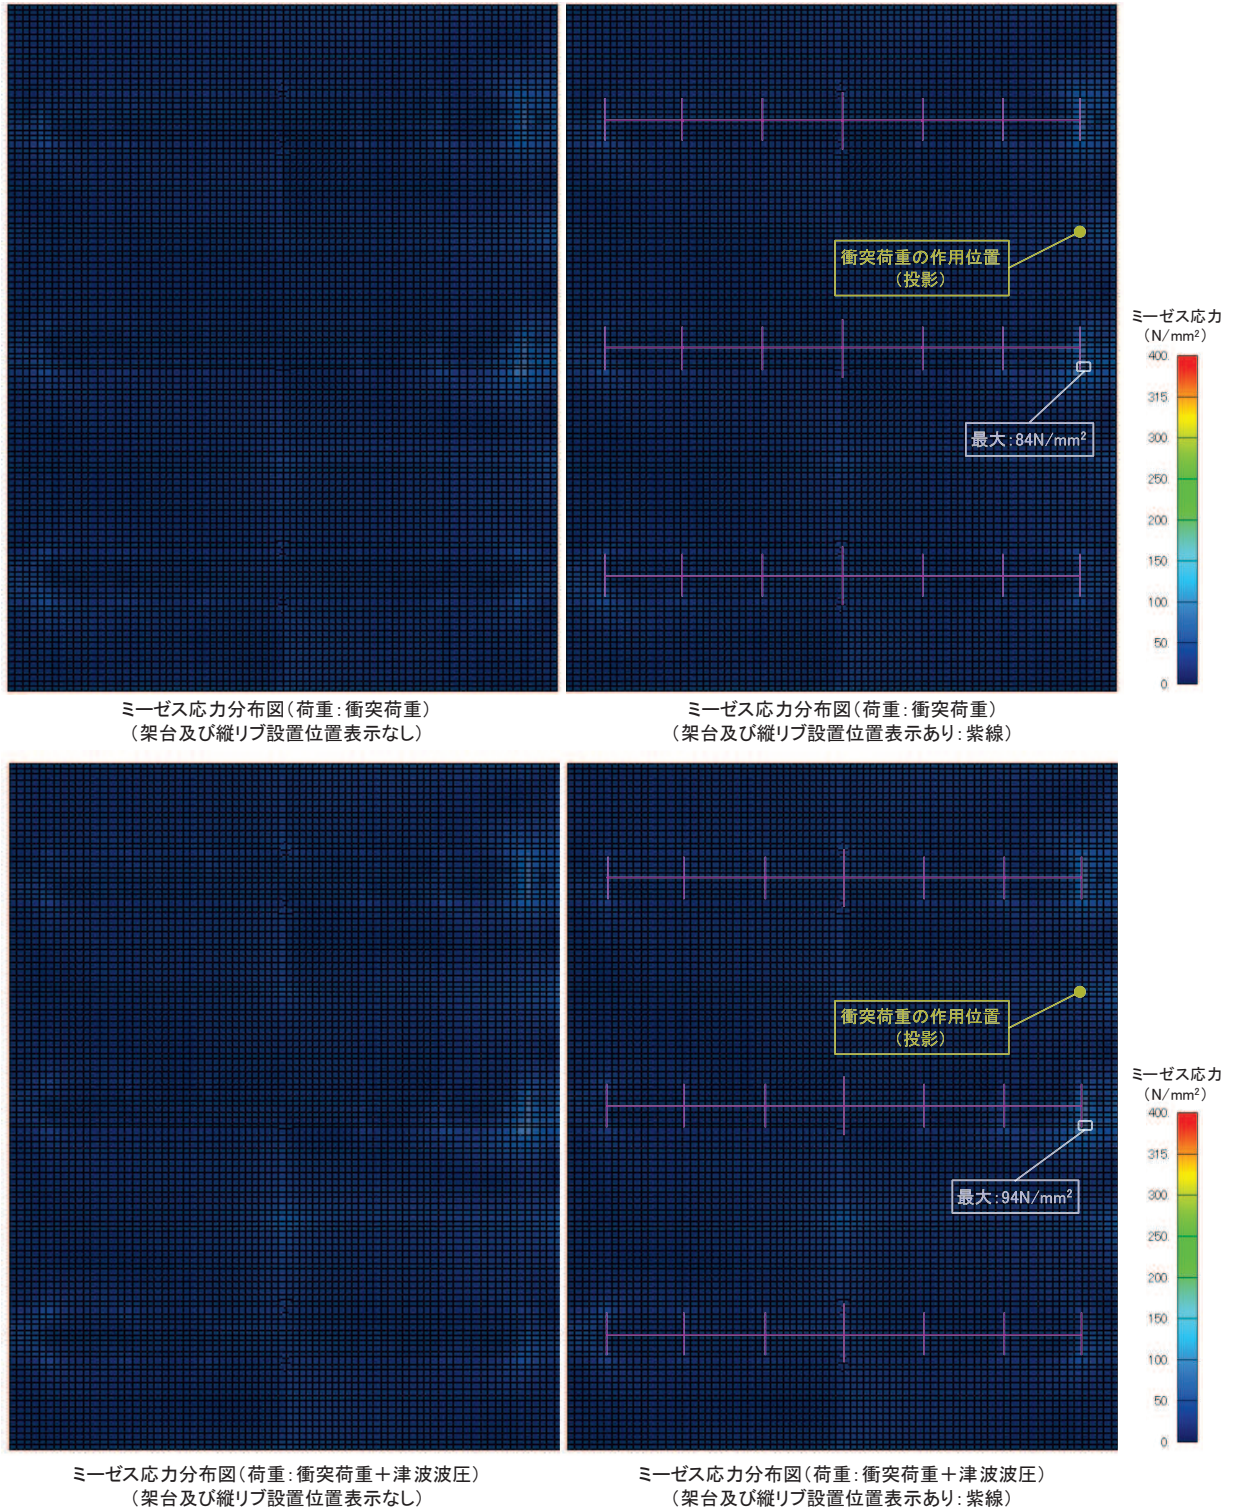 衝突荷重の作用位置
（投影）
最大:84N/mm²
ミーゼス応力
（N/mm²）
400.
315.
300.
250.
200.
150.
100.
50.
0.
ミーゼス応力分布図（荷重：衝突荷重）
（架台及び縦リブ設置位置表示なし）
ミーゼス応力分布図（荷重：衝突荷重）
（架台及び縦リブ設置位置表示あり：紫線）
衝突荷重の作用位置
（投影）
最大:94N/mm²
ミーゼス応力
（N/mm²）
400.
315.
300.
250.
200.
150.
100.
50.
0.
ミーゼス応力分布図（荷重：衝突荷重＋津波波圧）
（架台及び縦リブ設置位置表示なし）
ミーゼス応力分布図（荷重：衝突荷重＋津波波圧）
（架台及び縦リブ設置位置表示あり：紫線）